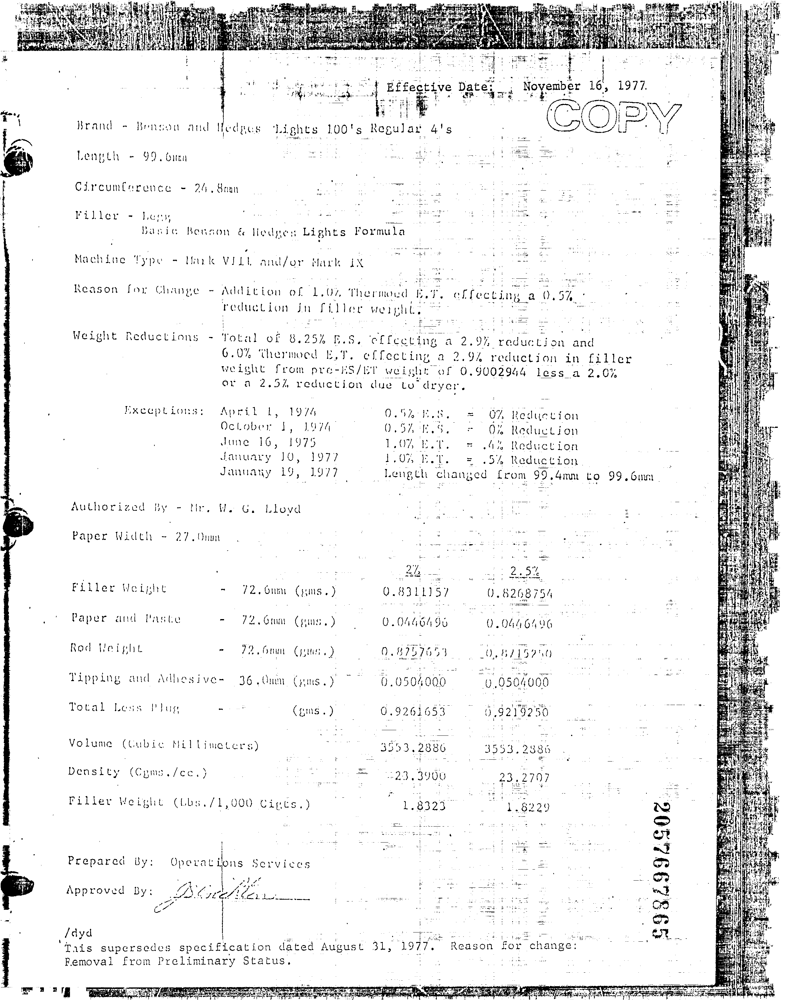 Effective Date: November 16, 1977.
COPY
Brand - Benson and Hedges Lights 100's Regular 4's
Length - 99.6mm
Circumference - 24.8mm
Filler - Legg
Basic Benson & Hedges Lights Formula
Machine Type - Mark VIII and/or Mark IX
Reason for Change - Addition of 1.0% Thermoed E.T. effecting a 0.5%
reduction in filler weight.
Weight Reductions - Total of 8.25% E.S. effecting a 2.9% reduction and
6.0% Thermoed E.T. effecting a 2.9% reduction in filler
weight from pre-ES/ET weight of 0.9002944 less a 2.0%
or a 2.5% reduction due to dryer.
Exceptions: April 1, 1974 0.5% E.S. = 0% Reduction
October 1, 1974 0.5% E.S. = 0% Reduction
June 16, 1975 1.0% E.T. = .4% Reduction
January 10, 1977 1.0% E.T. = .5% Reduction
January 19, 1977 Length changed from 99.4mm to 99.6mm
Authorized By - Mr. W. G. Lloyd
Paper Width - 27.0mm
2% 2.5%
Filler Weight - 72.6mm (gms.) 0.8311157 0.8268754
Paper and Paste - 72.6mm (gms.) 0.0446496 0.0446496
Rod Weight - 72.6mm (gms.) 0.8757653 0.8715250
Tipping and Adhesive- 36.0mm (gms.) 0.0504000 0.0504000
Total Less Plug - (gms.) 0.9261653 0.9219250
Volume (Cubic Millimeters) 3553.2886 3553.2886
Density (Cgms./cc.) 23.3900 23.2707
Filler Weight (Lbs./1,000 Cigts.) 1.8323 1.8229
Prepared By: Operations Services
Approved By:
/dyd
This supersedes specification dated August 31, 1977. Reason for change:
Removal from Preliminary Status.
2057667865